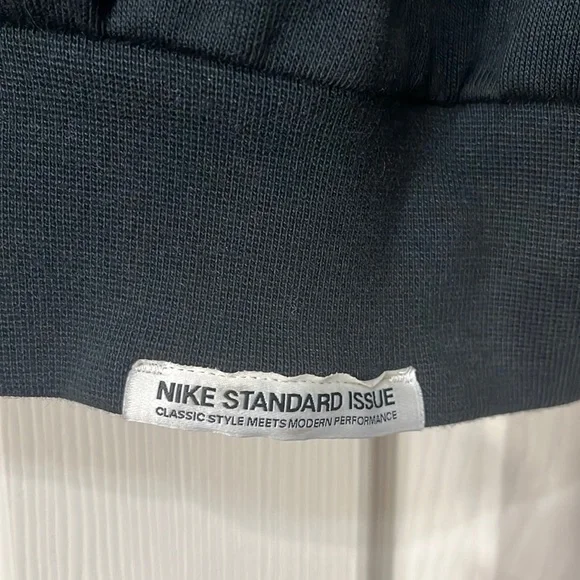 NIKE STANDARD ISSUE
CLASSIC STYLE MEETS MODERN PERFORMANCE